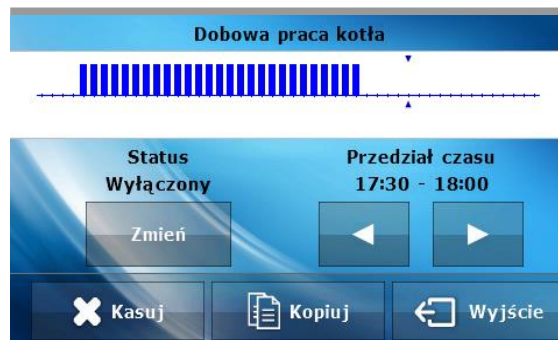 Dobowa praca kotła
Status
Wyłączony
Przedział czasu
17:30 - 18:00
Zmień
Kasuj
Kopiuj
Wyjście